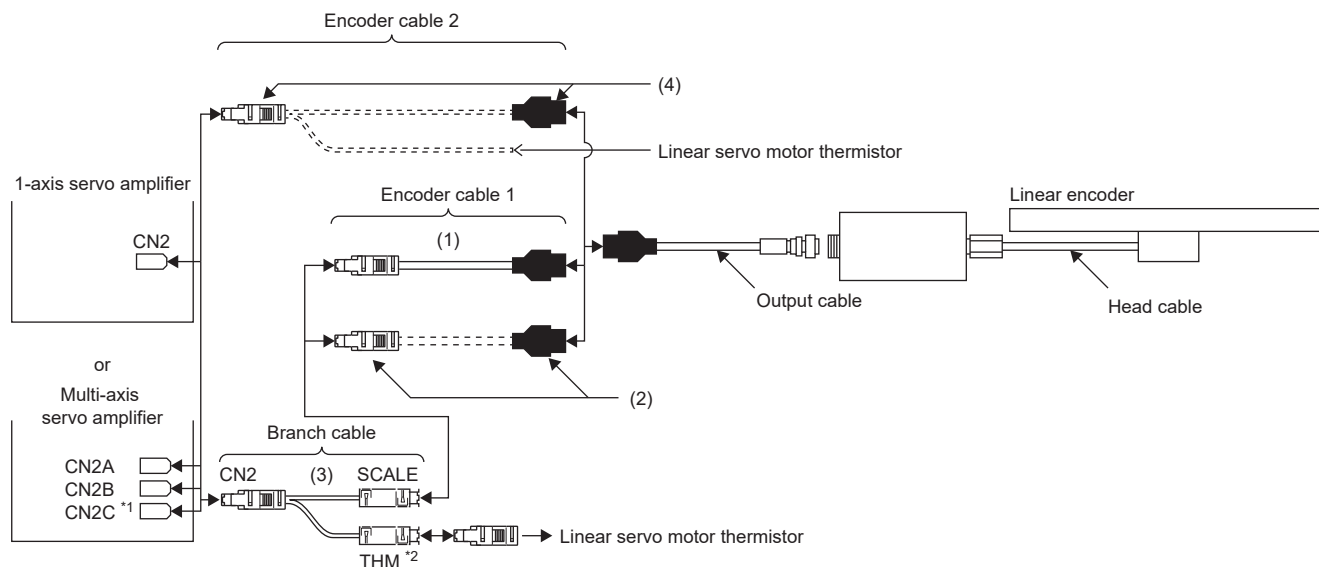 Encoder cable 2
(4)
Linear servo motor thermistor
1-axis servo amplifier
Encoder cable 1
Linear encoder
CN2
(1)
Output cable
Head cable
or
Multi-axis
servo amplifier
(2)
Branch cable
CN2A
CN2 (3) SCALE
CN2B
CN2C *1
Linear servo motor thermistor
THM *2